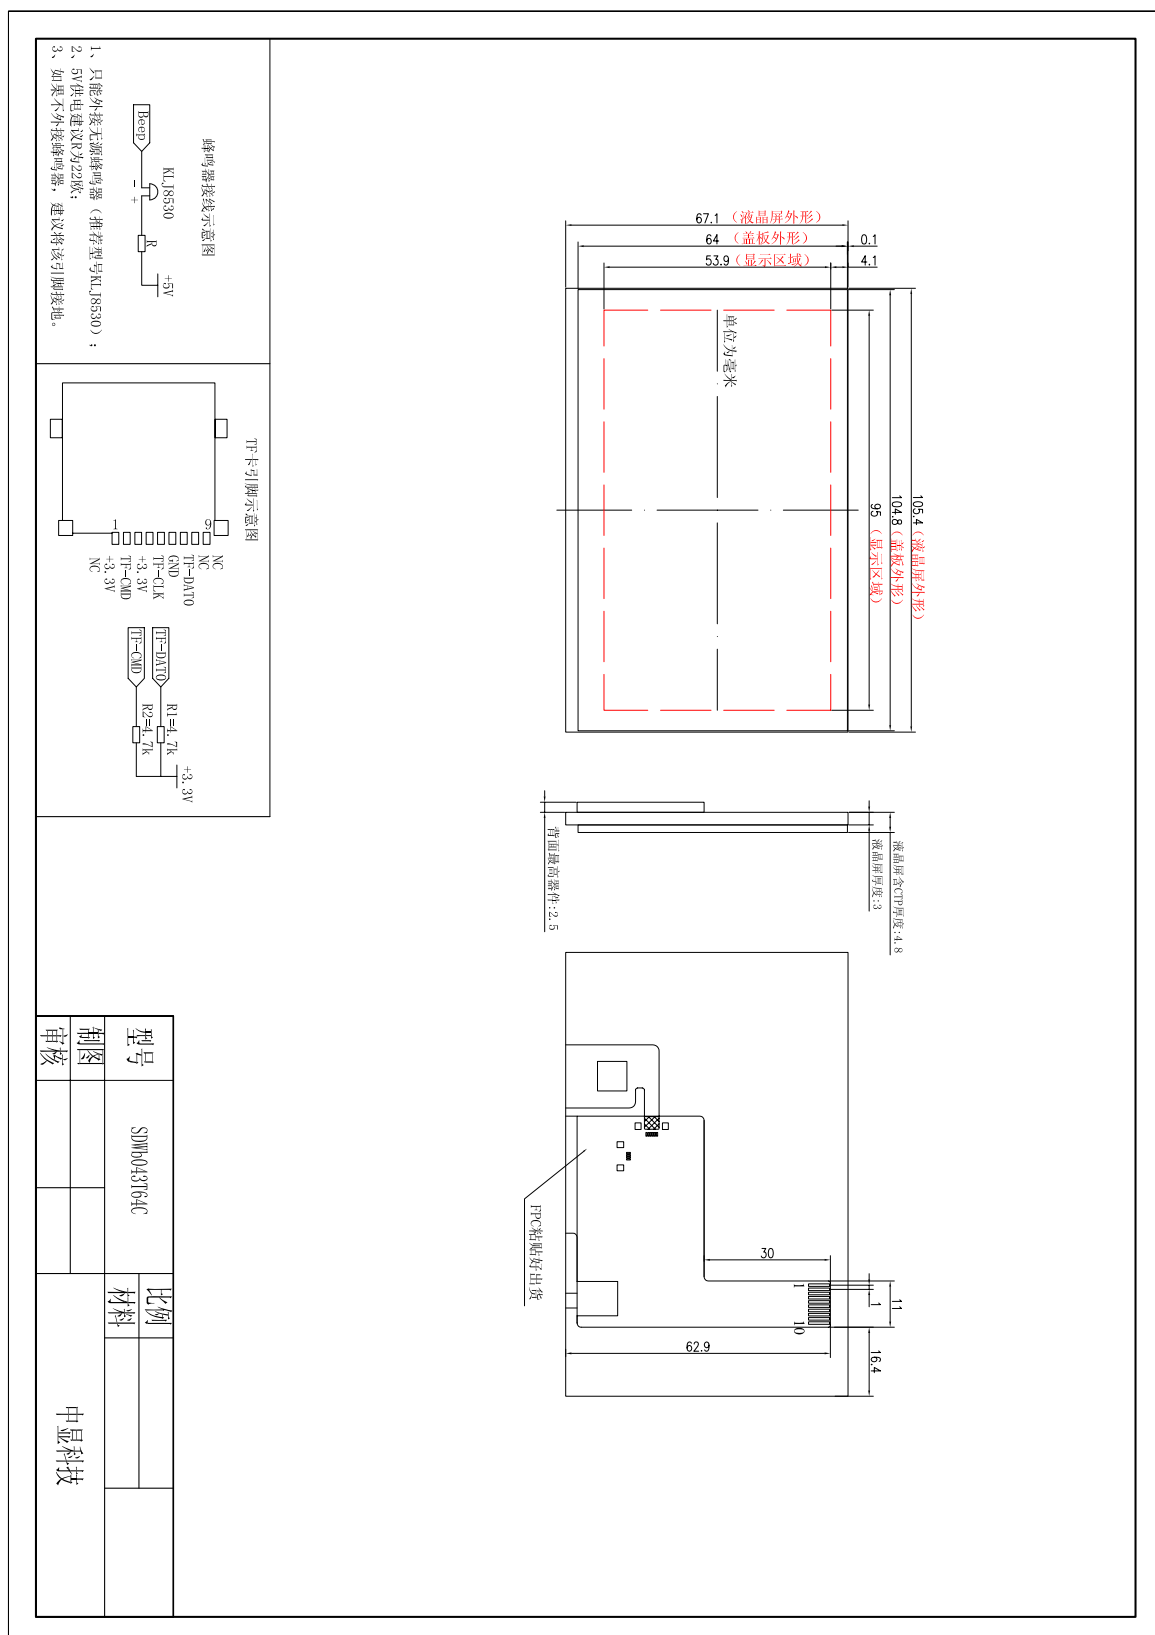 105.4（液晶屏外形）
104.8（盖板外形）
95（显示区域）
67.1（液晶屏外形）
64（盖板外形）
53.9（显示区域）
0.1
4.1
单位为毫米
液晶屏含CTP厚度:4.8
液晶屏厚度:3
背面最高器件:2.5
11
1
16.4
30
62.9
1
10
FPC粘贴好出货
蜂鸣器接线示意图
Beep
KLJ8530
- +
R
+5V
1、只能外接无源蜂鸣器（推荐型号KLJ8530）;
2、5V供电建议R为22欧;
3、如果不外接蜂鸣器，建议将该引脚接地。
TF卡引脚示意图
9
1
NC
NC
TF-DATO
GND
TF-CLK
+3.3V
TF-CMD
+3.3V
NC
TF-DATO
R1=4.7k
TF-CMD
R2=4.7k
+3.3V
型号
SDWb043T64C
制图
审核
比例
材料
中显科技